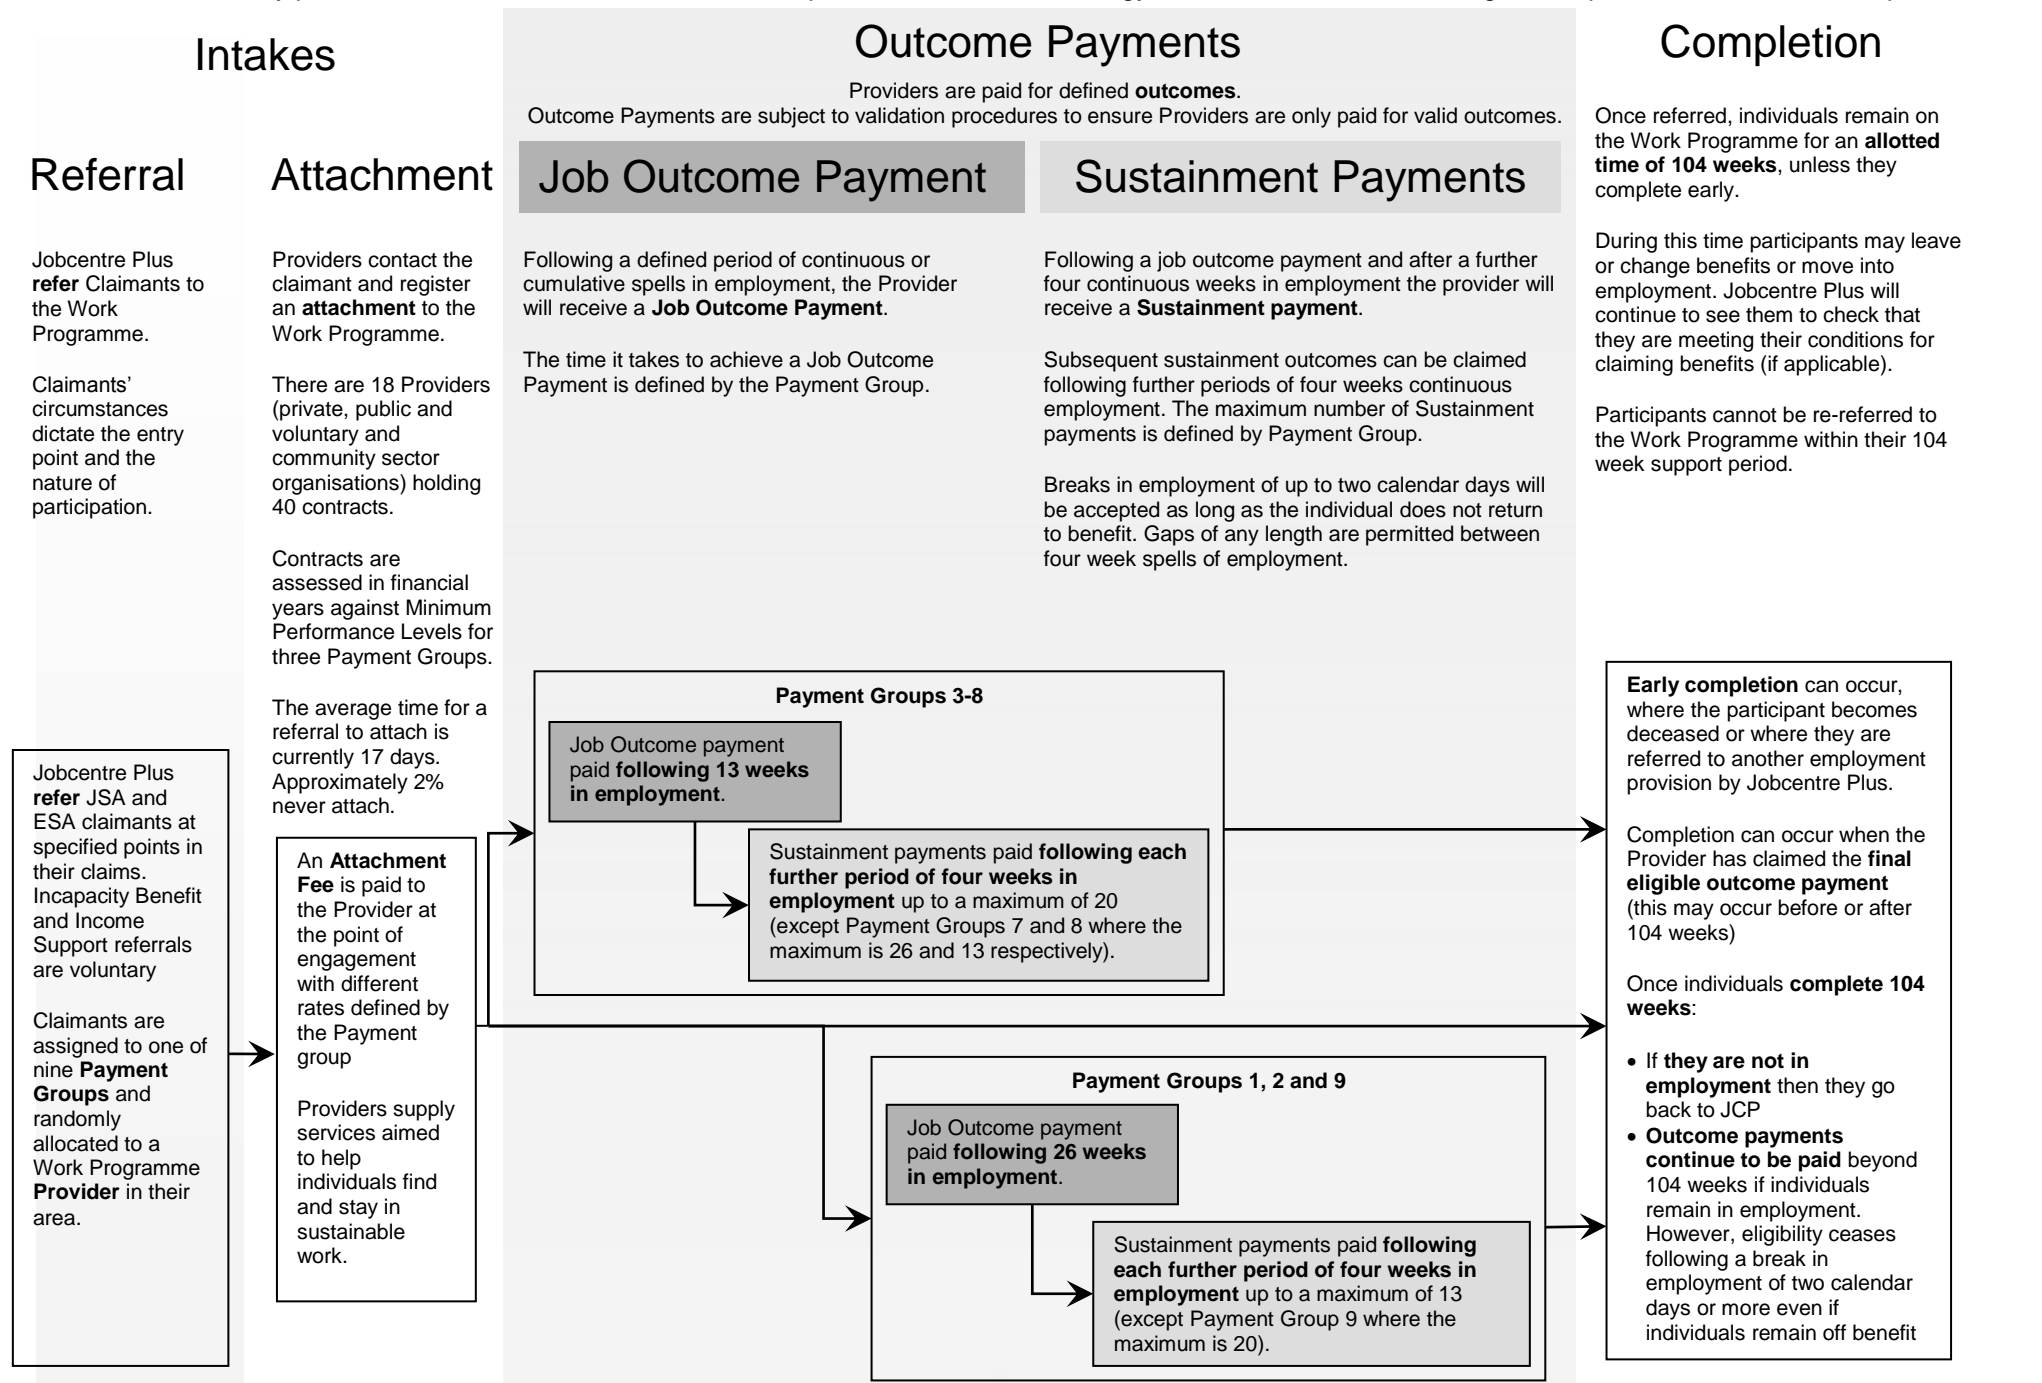 Intakes
Outcome Payments
Completion
Providers are paid for defined outcomes.
Outcome Payments are subject to validation procedures to ensure Providers are only paid for valid outcomes.
Referral
Attachment
Job Outcome Payment
Sustainment Payments
Jobcentre Plus
refer Claimants to
the Work
Programme.
Claimants’
circumstances
dictate the entry
point and the
nature of
participation.
Jobcentre Plus
refer JSA and
ESA claimants at
specified points in
their claims.
Incapacity Benefit
and Income
Support referrals
are voluntary
Claimants are
assigned to one of
nine Payment
Groups and
randomly
allocated to a
Work Programme
Provider in their
area.
Providers contact the
claimant and register
an attachment to the
Work Programme.
There are 18 Providers
(private, public and
voluntary and
community sector
organisations) holding
40 contracts.
Contracts are
assessed in financial
years against Minimum
Performance Levels for
three Payment Groups.
The average time for a
referral to attach is
currently 17 days.
Approximately 2%
never attach.
An Attachment
Fee is paid to
the Provider at
the point of
engagement
with different
rates defined by
the Payment
group
Providers supply
services aimed
to help
individuals find
and stay in
sustainable
work.
Following a defined period of continuous or
cumulative spells in employment, the Provider
will receive a Job Outcome Payment.
The time it takes to achieve a Job Outcome
Payment is defined by the Payment Group.
Following a job outcome payment and after a further
four continuous weeks in employment the provider will
receive a Sustainment payment.
Subsequent sustainment outcomes can be claimed
following further periods of four weeks continuous
employment. The maximum number of Sustainment
payments is defined by Payment Group.
Breaks in employment of up to two calendar days will
be accepted as long as the individual does not return
to benefit. Gaps of any length are permitted between
four week spells of employment.
Payment Groups 3-8
Job Outcome payment
paid following 13 weeks
in employment.
Sustainment payments paid following each
further period of four weeks in
employment up to a maximum of 20
(except Payment Groups 7 and 8 where the
maximum is 26 and 13 respectively).
Payment Groups 1, 2 and 9
Job Outcome payment
paid following 26 weeks
in employment.
Sustainment payments paid following
each further period of four weeks in
employment up to a maximum of 13
(except Payment Group 9 where the
maximum is 20).
Once referred, individuals remain on
the Work Programme for an allotted
time of 104 weeks, unless they
complete early.
During this time participants may leave
or change benefits or move into
employment. Jobcentre Plus will
continue to see them to check that
they are meeting their conditions for
claiming benefits (if applicable).
Participants cannot be re-referred to
the Work Programme within their 104
week support period.
Early completion can occur,
where the participant becomes
deceased or where they are
referred to another employment
provision by Jobcentre Plus.
Completion can occur when the
Provider has claimed the final
eligible outcome payment
(this may occur before or after
104 weeks)
Once individuals complete 104
weeks:
• If they are not in
employment then they go
back to JCP
• Outcome payments
continue to be paid beyond
104 weeks if individuals
remain in employment.
However, eligibility ceases
following a break in
employment of two calendar
days or more even if
individuals remain off benefit